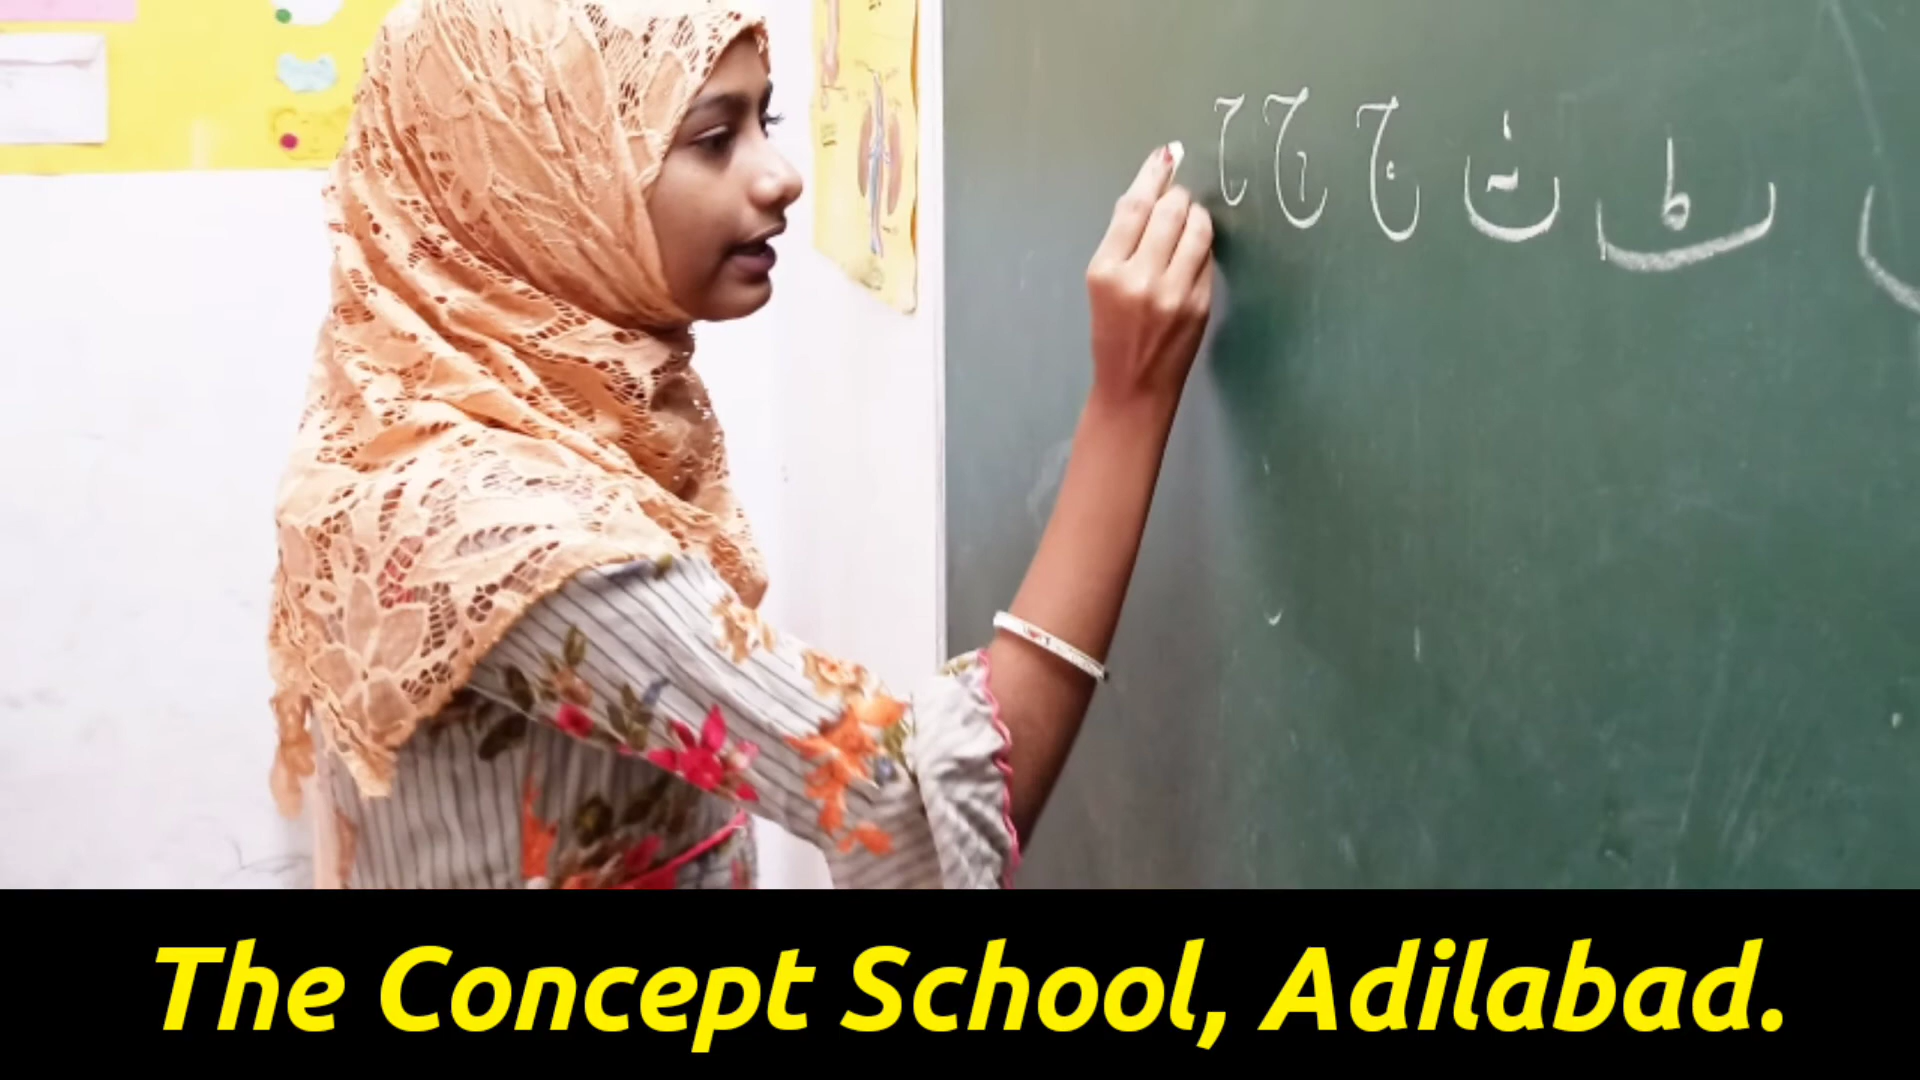 ٹ ث ج چ ح
The Concept School, Adilabad.